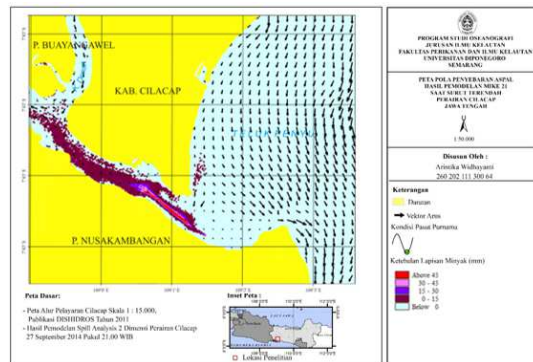 P. BUAYANGAWEL
KAB. CILACAP
TELUK PENYU
P. NUSAKAMBANGAN
Peta Dasar:
- Peta Alur Pelayaran Cilacap Skala 1 : 15.000,
Publikasi DISHIDROS Tahun 2011
- Hasil Pemodelan Spill Analysis 2 Dimensi Perairan Cilacap
27 September 2014 Pukul 21.00 WIB
Inset Peta :
Lokasi Penelitian
PROGRAM STUDI OSEANOGRAFI
JURUSAN ILMU KELAUTAN
FAKULTAS PERIKANAN DAN ILMU KELAUTAN
UNIVERSITAS DIPONEGORO
SEMARANG
PETA POLA PENYEBARAN ASPAL
HASIL PEMODELAN MIKE 21
SAAT SURUT TERENDAH
PERAIRAN CILACAP
JAWA TENGAH
1:50.000
Disusun Oleh :
Arimika Widhayanti
260 202 111 300 64
Keterangan
Daratan
Vektor Arus
Kondisi Pasut Purnama
Ketebalan Lapisan Minyak (mm)
Above 45
30 - 45
15 - 30
0 - 15
Below 0